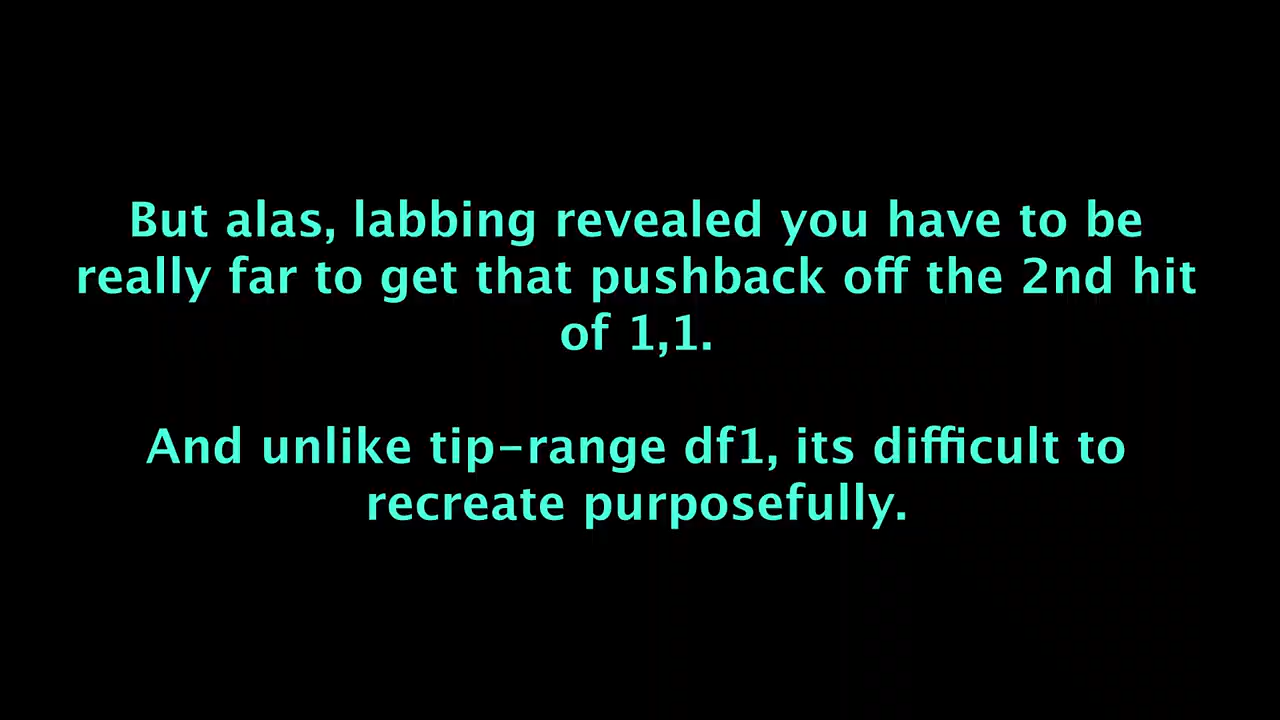 But alas, labbing revealed you have to be
really far to get that pushback off the 2nd hit
of 1,1.
And unlike tip-range df1, its difficult to
recreate purposefully.